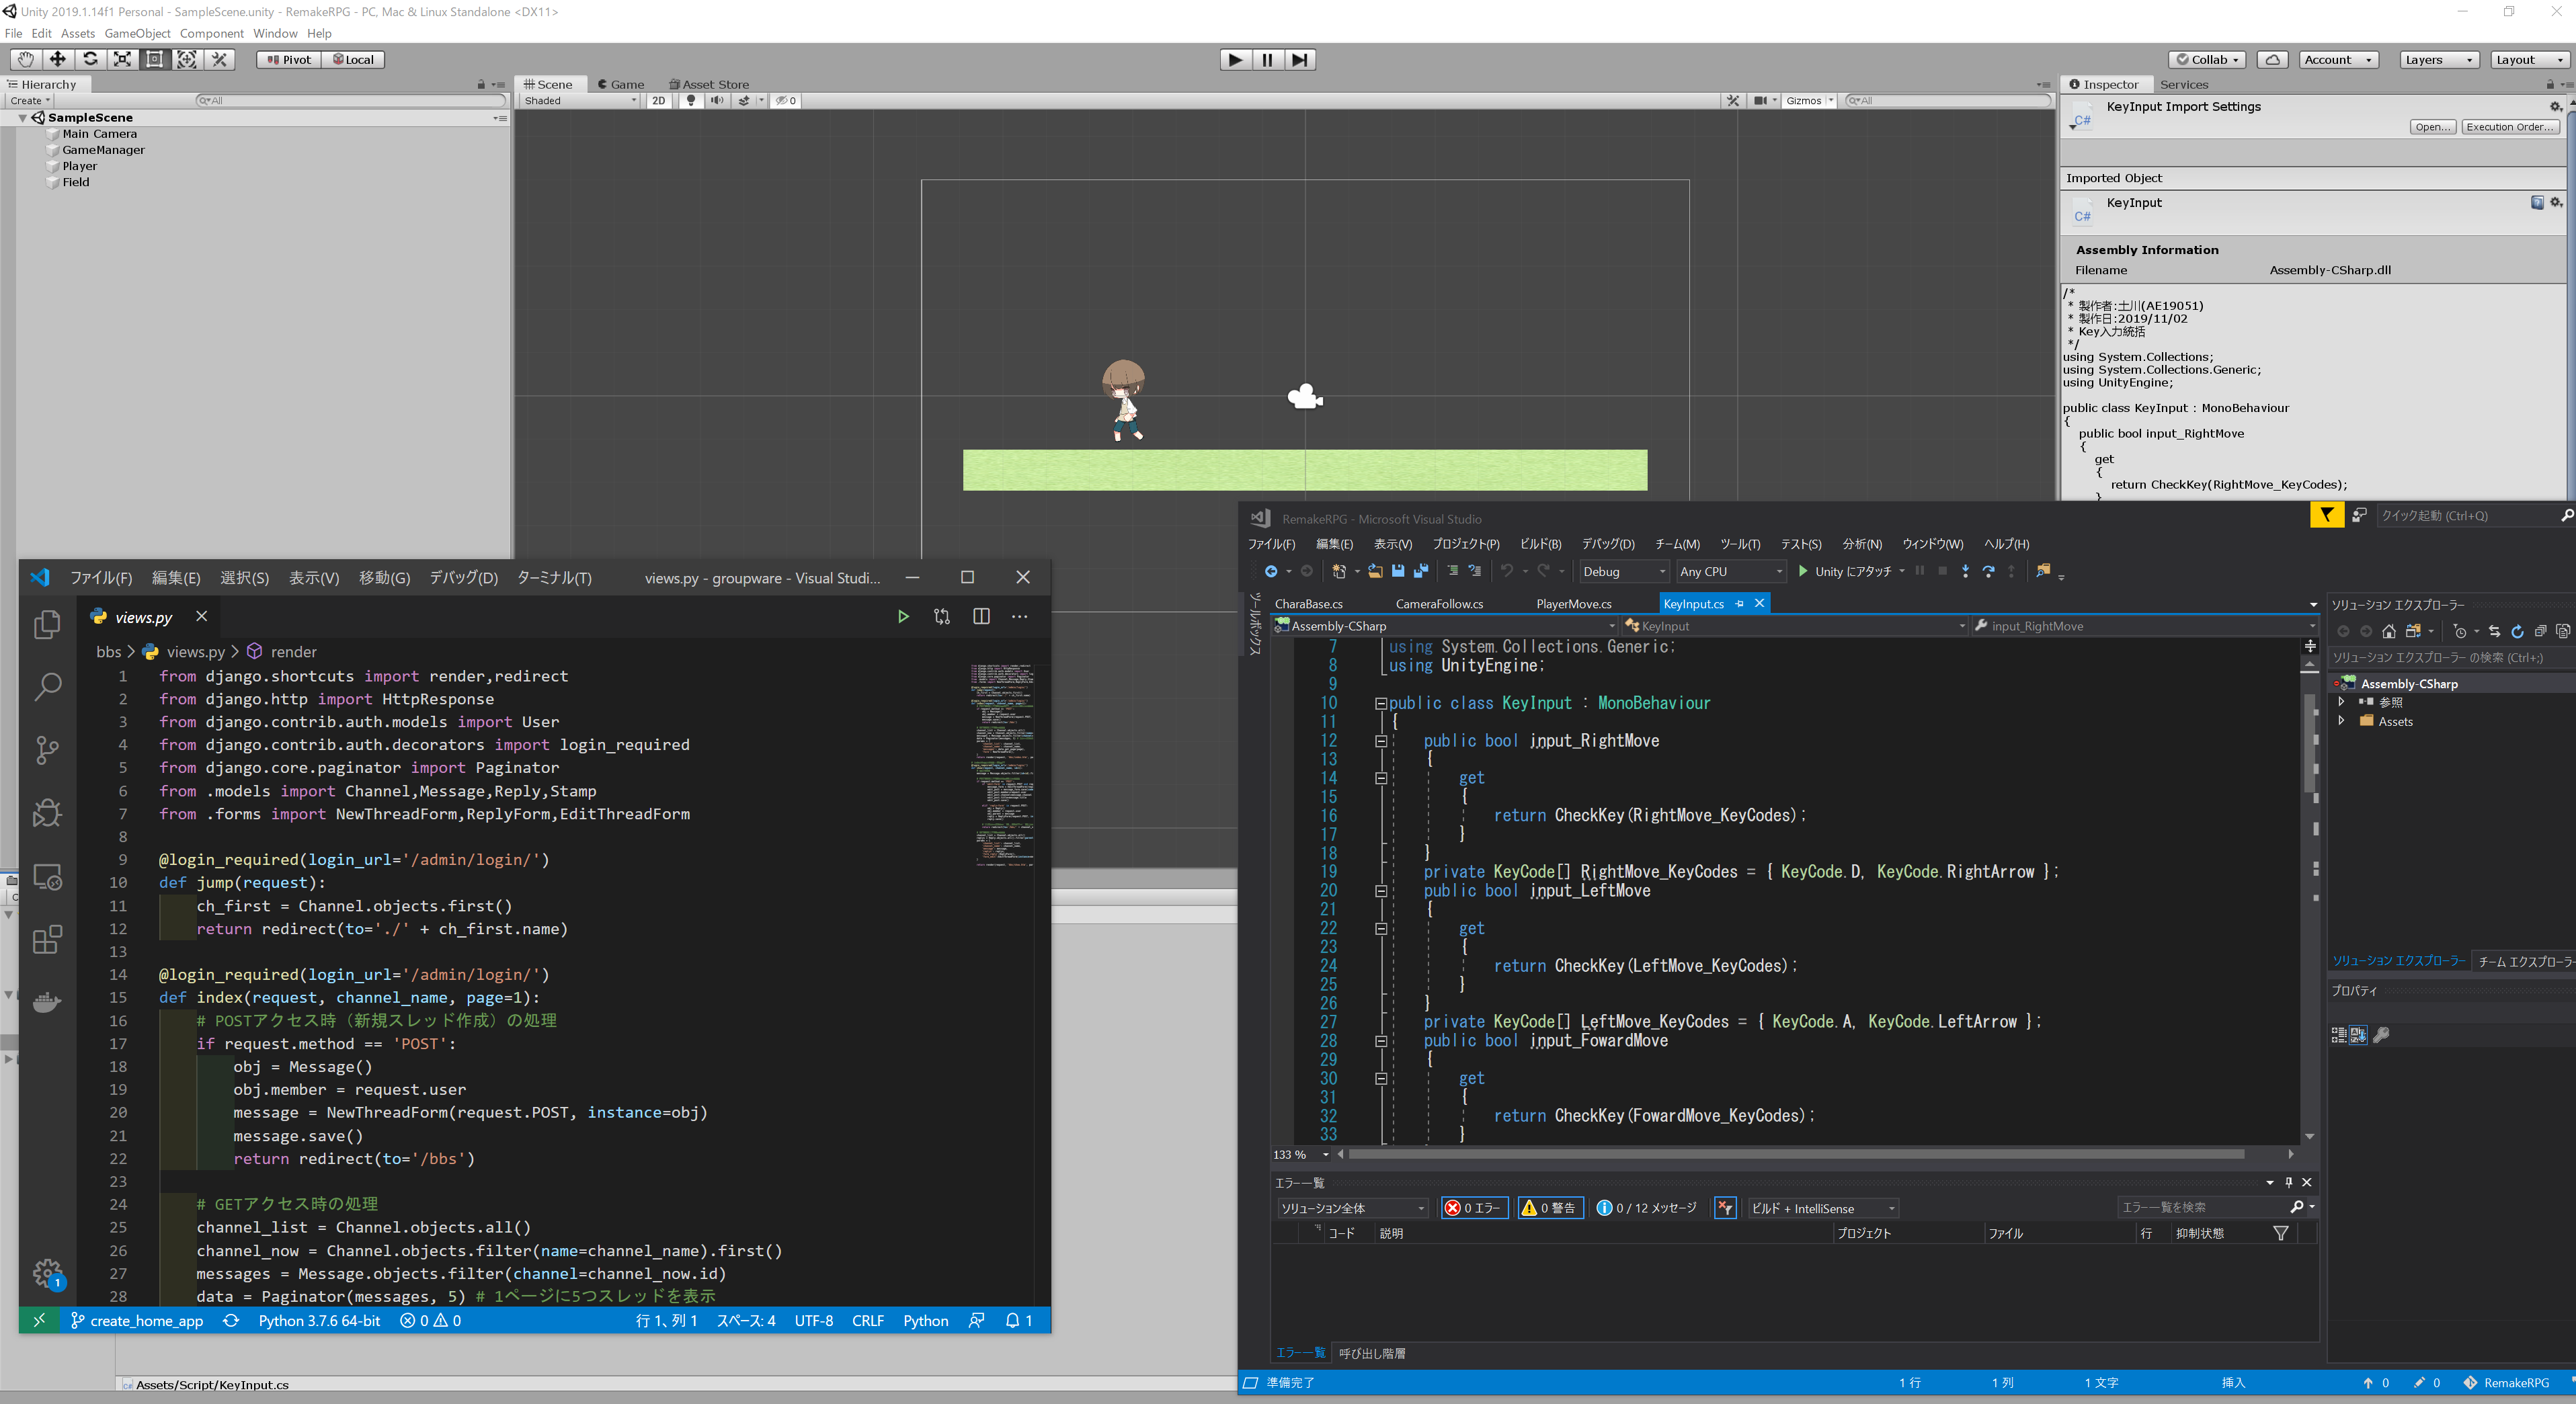 Unity 2019.1.14f1 Personal - SampleScene.unity - RemakeRPG - PC, Mac & Linux Standalone <DX11>
File Edit Assets GameObject Component Window Help
Pivot Local
Collab Account Layers Layout
Hierarchy
Create All
SampleScene
Main Camera
GameManager
Player
Field
Scene Game Asset Store
Shaded 2D 0 Gizmos All
Inspector Services
KeyInput Import Settings
C#
Open... Execution Order...
Imported Object
KeyInput
C#
Assembly Information
Filename Assembly-CSharp.dll
/*
* 製作者:土川(AE19051)
* 製作日:2019/11/02
* Key入力統括
*/
using System.Collections;
using System.Collections.Generic;
using UnityEngine;
public class KeyInput : MonoBehaviour
{
public bool input_RightMove
{
get
{
return CheckKey(RightMove_KeyCodes);
}
ファイル(F) 編集(E) 選択(S) 表示(V) 移動(G) デバッグ(D) ターミナル(T) views.py - groupware - Visual Studi...
views.py
bbs > views.py > render
1 from django.shortcuts import render,redirect
2 from django.http import HttpResponse
3 from django.contrib.auth.models import User
4 from django.contrib.auth.decorators import login_required
5 from django.core.paginator import Paginator
6 from .models import Channel,Message,Reply,Stamp
7 from .forms import NewThreadForm,ReplyForm,EditThreadForm
8
9 @login_required(login_url='/admin/login/')
10 def jump(request):
11 ch_first = Channel.objects.first()
12 return redirect(to='./' + ch_first.name)
13
14 @login_required(login_url='/admin/login/')
15 def index(request, channel_name, page=1):
16 # POSTアクセス時（新規スレッド作成）の処理
17 if request.method == 'POST':
18 obj = Message()
19 obj.member = request.user
20 message = NewThreadForm(request.POST, instance=obj)
21 message.save()
22 return redirect(to='/bbs')
23
24 # GETアクセス時の処理
25 channel_list = Channel.objects.all()
26 channel_now = Channel.objects.filter(name=channel_name).first()
27 messages = Message.objects.filter(channel=channel_now.id)
28 data = Paginator(messages, 5) # 1ページに5つスレッドを表示
1
create_home_app Python 3.7.6 64-bit 0 0 行 1、列 1 スペース: 4 UTF-8 CRLF Python 1
Assets/Script/KeyInput.cs
RemakeRPG - Microsoft Visual Studio クイック起動 (Ctrl+Q)
ファイル(F) 編集(E) 表示(V) プロジェクト(P) ビルド(B) デバッグ(D) チーム(M) ツール(T) テスト(S) 分析(N) ウィンドウ(W) ヘルプ(H)
Debug Any CPU Unity にアタッチ
ツールボックス
CharaBase.cs CameraFollow.cs PlayerMove.cs KeyInput.cs
Assembly-CSharp KeyInput input_RightMove
7 using System.Collections.Generic;
8 using UnityEngine;
9
10 public class KeyInput : MonoBehaviour
11 {
12 public bool input_RightMove
13 {
14 get
15 {
16 return CheckKey(RightMove_KeyCodes);
17 }
18 }
19 private KeyCode[] RightMove_KeyCodes = { KeyCode.D, KeyCode.RightArrow };
20 public bool input_LeftMove
21 {
22 get
23 {
24 return CheckKey(LeftMove_KeyCodes);
25 }
26 }
27 private KeyCode[] LeftMove_KeyCodes = { KeyCode.A, KeyCode.LeftArrow };
28 public bool input_FowardMove
29 {
30 get
31 {
32 return CheckKey(FowardMove_KeyCodes);
33 }
133 %
エラー一覧
ソリューション全体 0 エラー 0 警告 0 / 12 メッセージ ビルド + IntelliSense エラー一覧を検索
コード 説明 プロジェクト ファイル 行 抑制状態
エラー一覧 呼び出し階層
ソリューション エクスプローラー
ソリューション エクスプローラー の検索 (Ctrl+;)
Assembly-CSharp
参照
Assets
ソリューション エクスプローラー チーム エクスプローラー
プロパティ
準備完了 1 行 1 列 1 文字 挿入 0 0 RemakeRPG